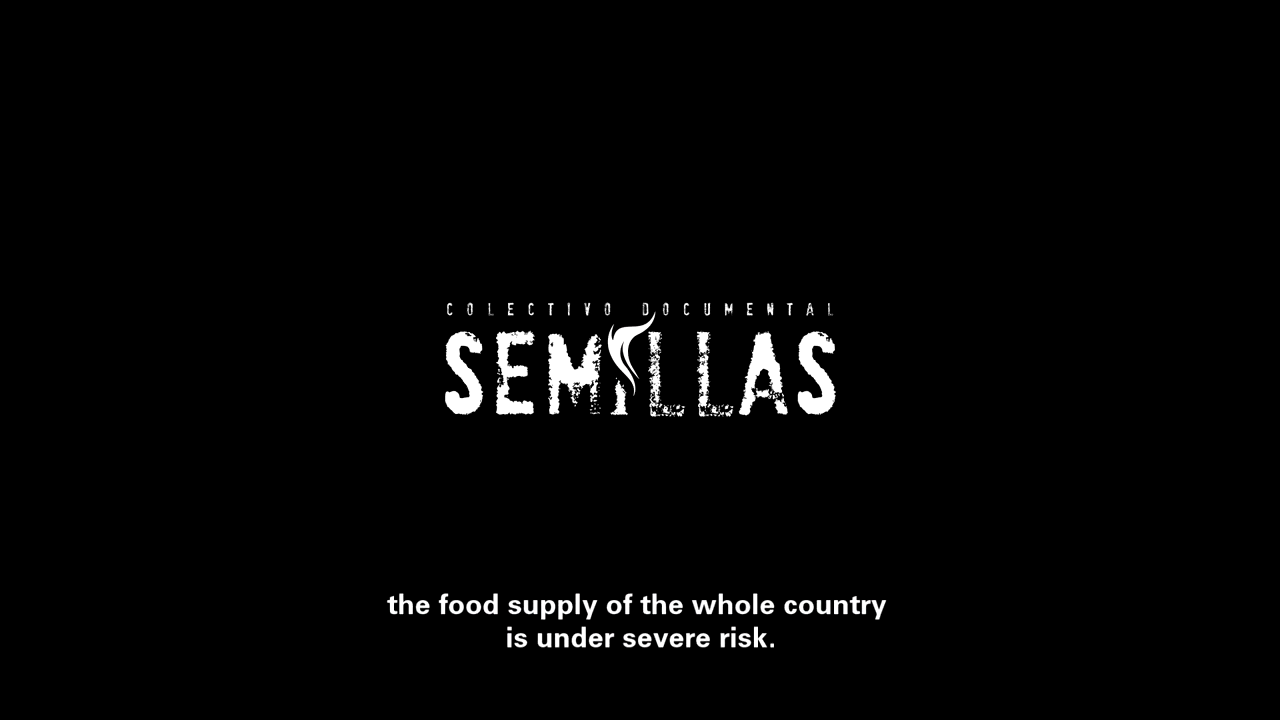 COLECTIVO DOCUMENTAL
SEMILLAS
the food supply of the whole country
is under severe risk.